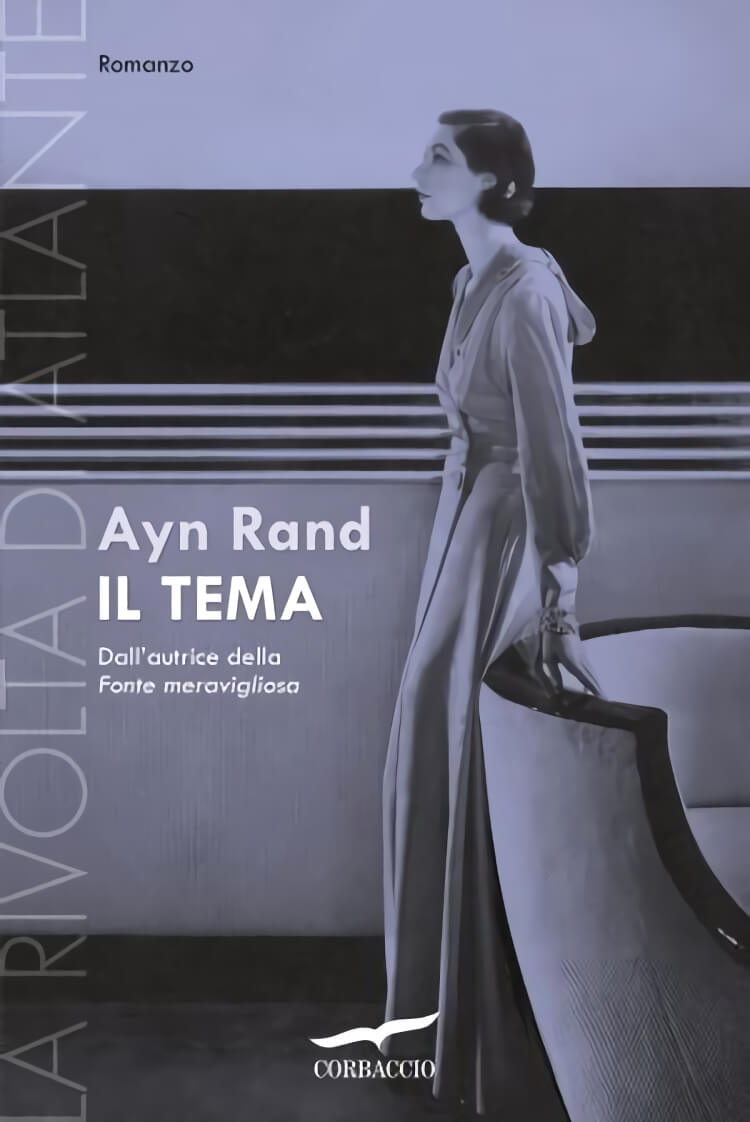 Romanzo
LA RIVOLTA D ATLANTE
Ayn Rand
IL TEMA
Dall'autrice della
Fonte meravigliosa
CORBACCIO